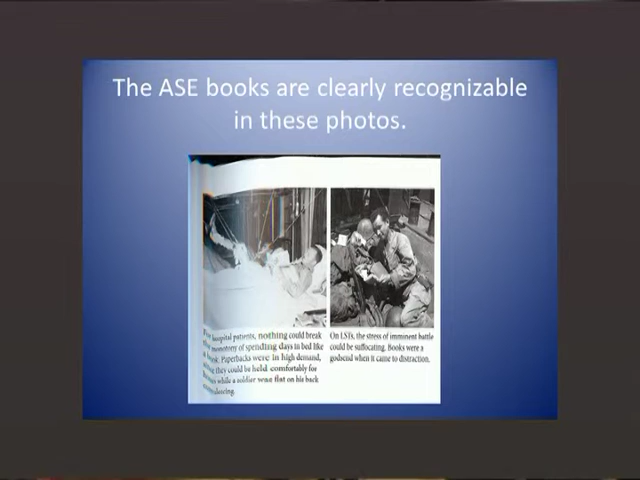 The ASE books are clearly recognizable
in these photos.
hospital patients, nothing could break
monotony of spending days in bed like
book. Paperbacks were in high demand,
they could be held comfortably for
while a soldier was flat on his back
On LSTs, the stress of imminent battle
could be suffocating. Books were a
godsend when it came to distraction.